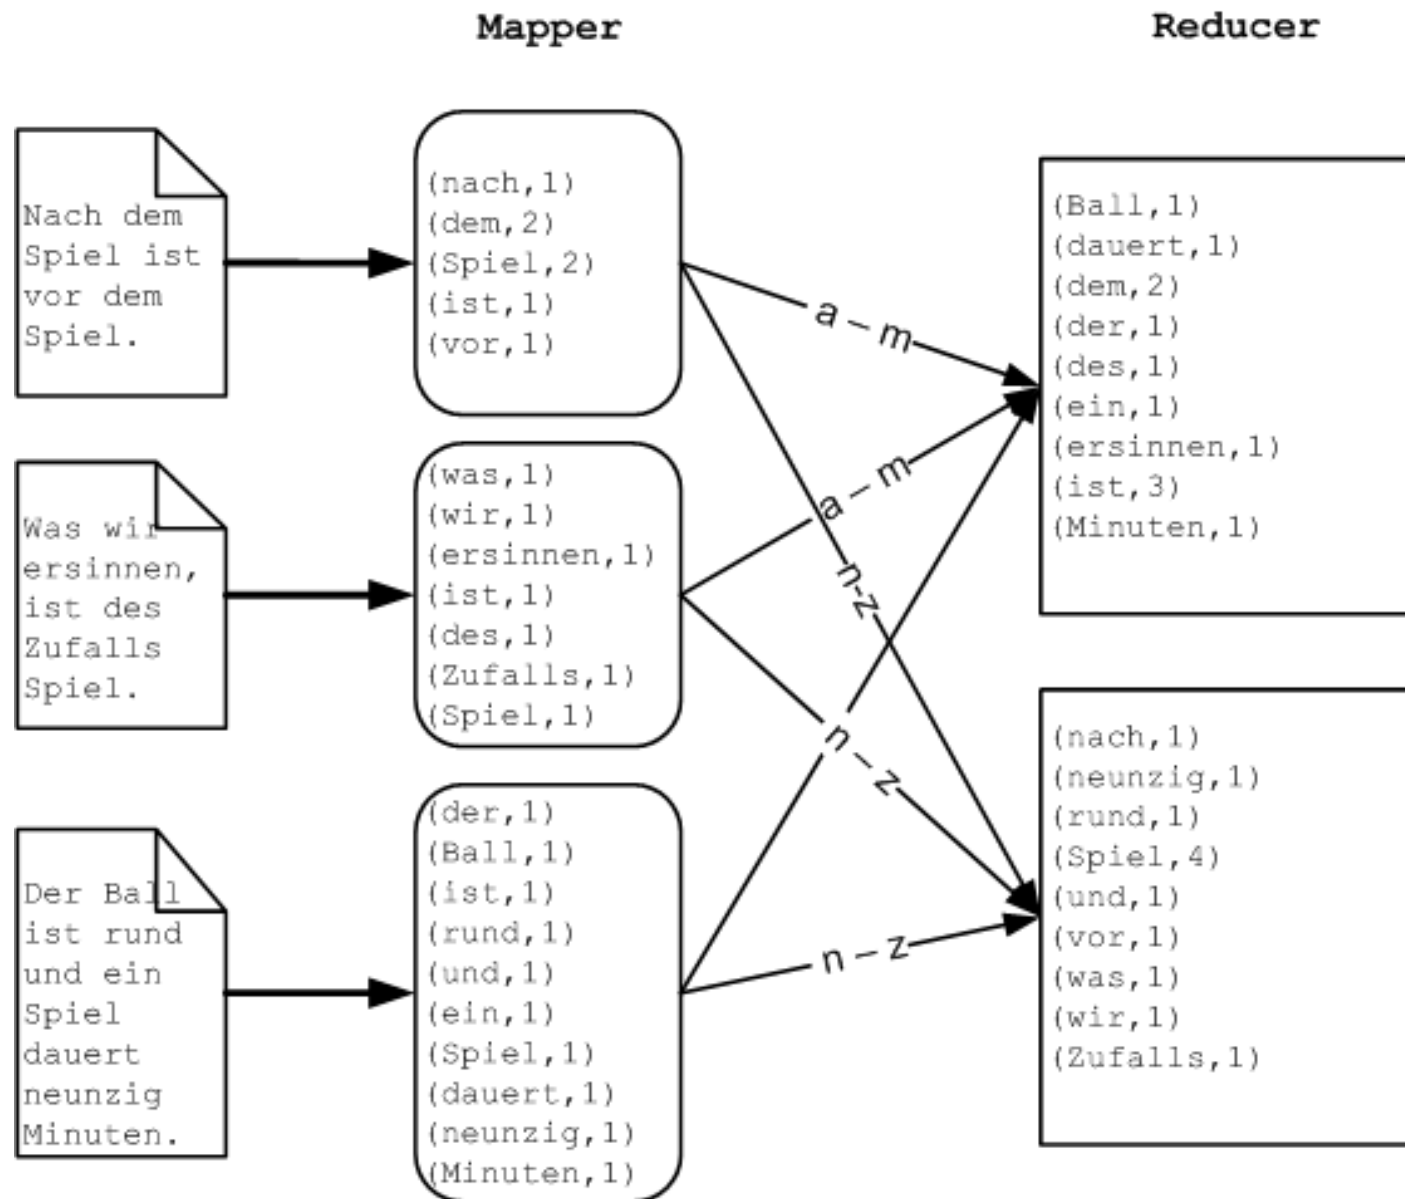 Mapper
Reducer
Nach dem
Spiel ist
vor dem
Spiel.
(nach,1)
(dem,2)
(Spiel,2)
(ist,1)
(vor,1)
Was wir
ersinnen,
ist des
Zufalls
Spiel.
(was,1)
(wir,1)
(ersinnen,1)
(ist,1)
(des,1)
(Zufalls,1)
(Spiel,1)
Der Ball
ist rund
und ein
Spiel
dauert
neunzig
Minuten.
(der,1)
(Ball,1)
(ist,1)
(rund,1)
(und,1)
(ein,1)
(Spiel,1)
(dauert,1)
(neunzig,1)
(Minuten,1)
a – m
a – m
n-z
n – z
n – z
(Ball,1)
(dauert,1)
(dem,2)
(der,1)
(des,1)
(ein,1)
(ersinnen,1)
(ist,3)
(Minuten,1)
(nach,1)
(neunzig,1)
(rund,1)
(Spiel,4)
(und,1)
(vor,1)
(was,1)
(wir,1)
(Zufalls,1)